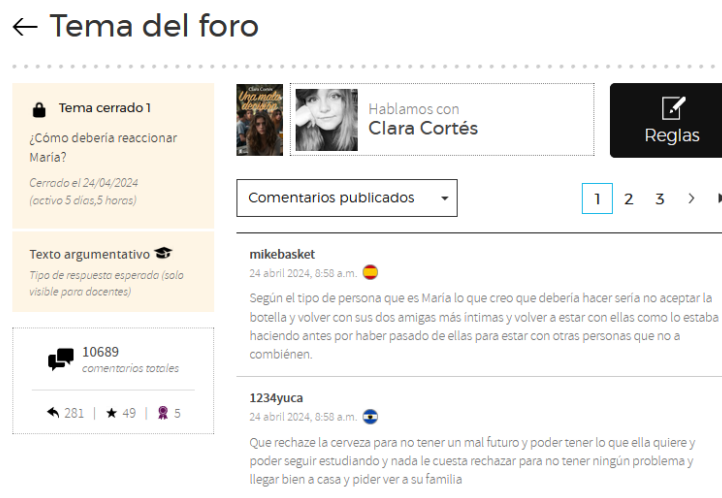 ← Tema del foro
Tema cerrado 1
¿Cómo debería reaccionar
María?
Cerrado el 24/04/2024
(activo 5 días,5 horas)
Texto argumentativo
Tipo de respuesta esperada (solo
visible para docentes)
10689
comentarios totales
281 | ★ 49 | 5
Clara Cortés
Una mala
decisión
Hablamos con
Clara Cortés
Reglas
Comentarios publicados
1 2 3 >
mikebasket
24 abril 2024, 8:58 a.m.
Según el tipo de persona que es María lo que creo que debería hacer sería no aceptar la
botella y volver con sus dos amigas más intimas y volver a estar con ellas como lo estaba
haciendo antes por haber pasado de ellas para estar con otras personas que no a
combiénen.
1234yuca
24 abril 2024, 8:58 a.m.
Que rechaze la cerveza para no tener un mal futuro y poder tener lo que ella quiere y
poder seguir estudiando y nada le cuesta rechazar para no tener ningún problema y
llegar bien a casa y pider ver a su familia